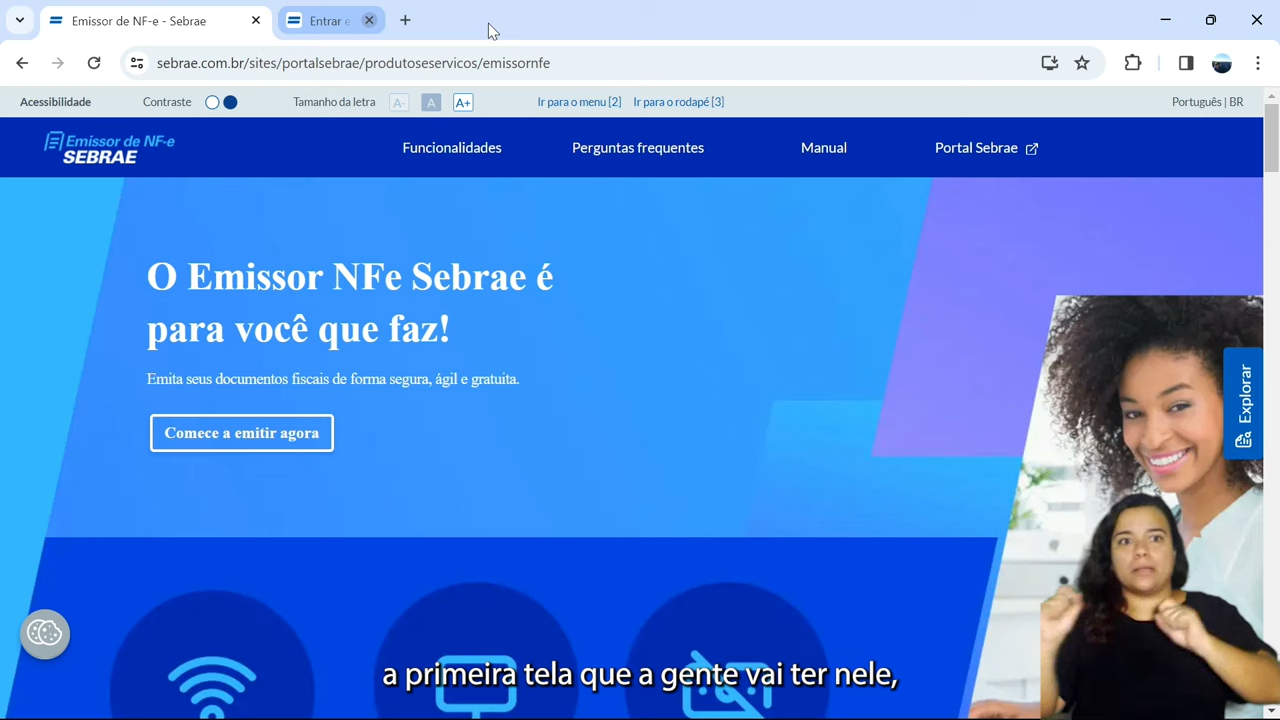 Emissor de NF-e - Sebrae
Entrar e
sebrae.com.br/sites/portalsebrae/produtoseservicos/emissornfe
Acessibilidade
Contraste
Tamanho da letra
A-
A
A+
Ir para o menu [2]
Ir para o rodapé [3]
Português | BR
Emissor de NF-e
SEBRAE
Funcionalidades
Perguntas frequentes
Manual
Portal Sebrae
O Emissor NFe Sebrae é
para você que faz!
Emita seus documentos fiscais de forma segura, ágil e gratuita.
Comece a emitir agora
Explorar
a primeira tela que a gente vai ter nele,